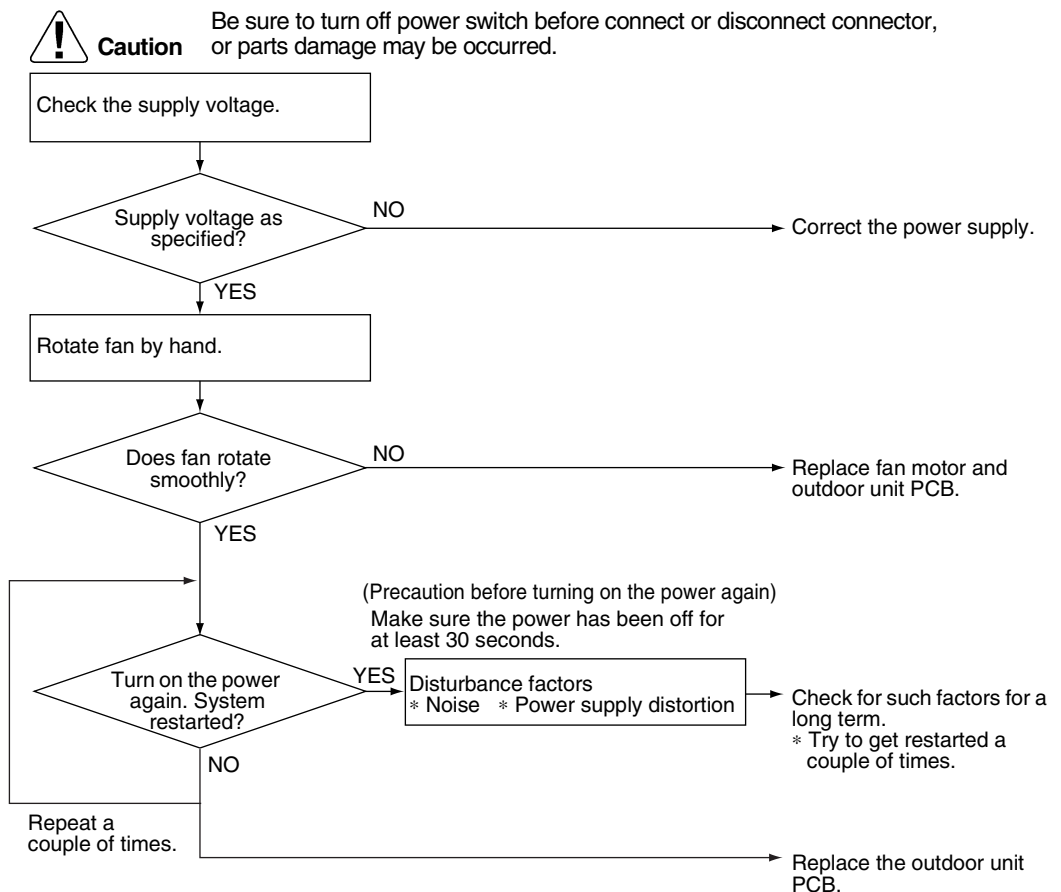 Be sure to turn off power switch before connect or disconnect connector,
Caution or parts damage may be occurred.
Check the supply voltage.
Supply voltage as
specified?
NO
Correct the power supply.
YES
Rotate fan by hand.
Does fan rotate
smoothly?
NO
Replace fan motor and
outdoor unit PCB.
YES
(Precaution before turning on the power again)
Make sure the power has been off for
at least 30 seconds.
Turn on the power
again. System
restarted?
YES
Disturbance factors
* Noise * Power supply distortion
Check for such factors for a
long term.
* Try to get restarted a
couple of times.
NO
Repeat a
couple of times.
Replace the outdoor unit
PCB.